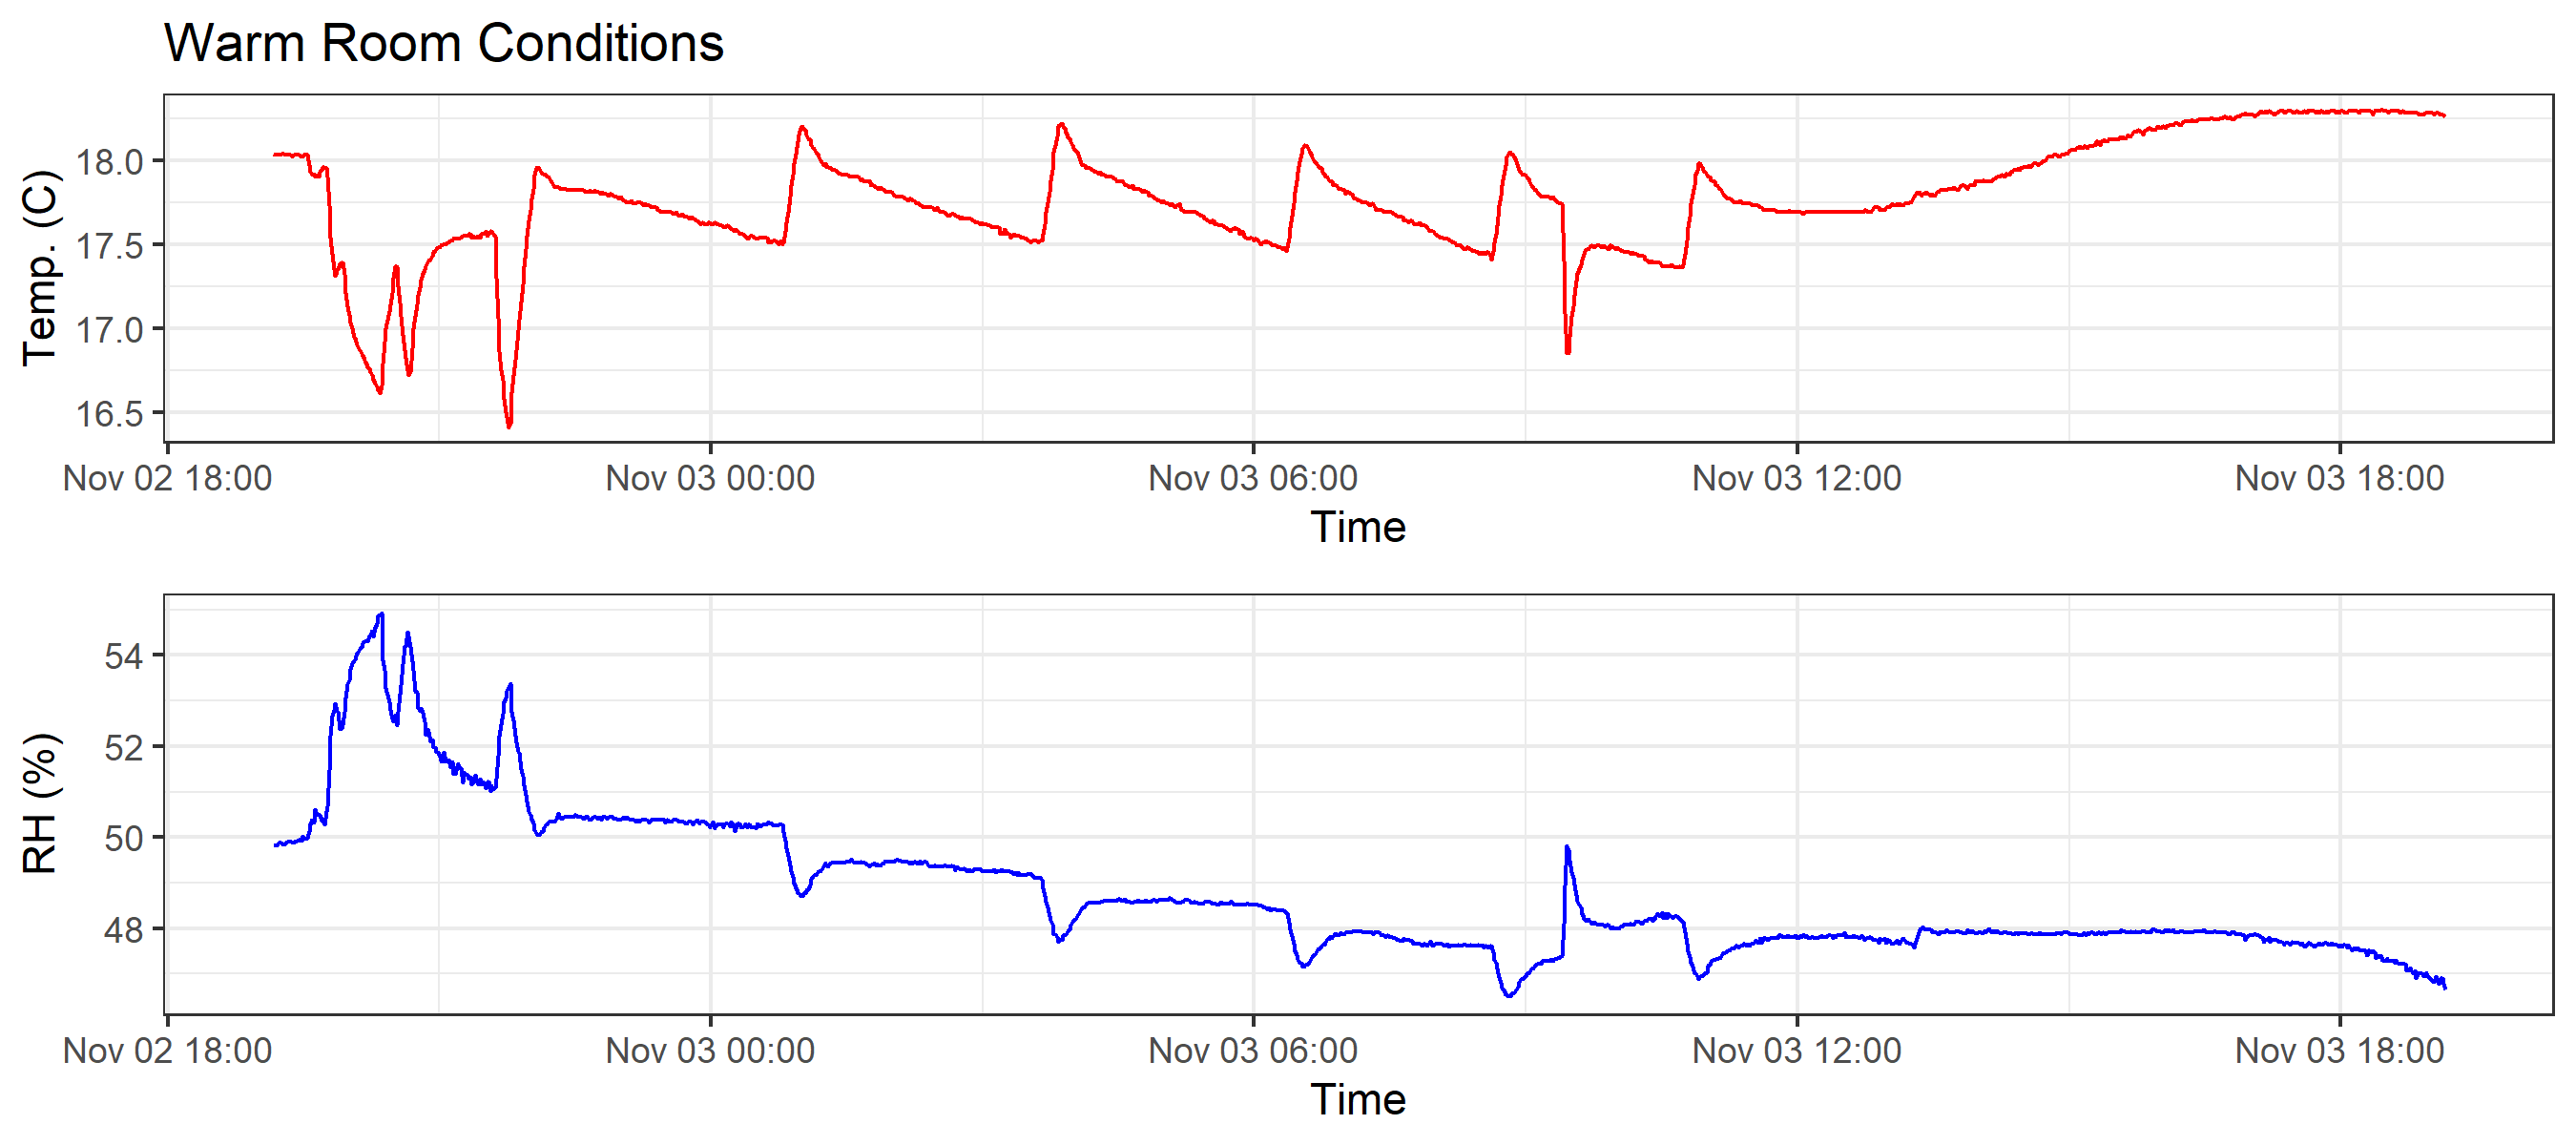 Warm Room Conditions
Temp. (C)
18.0
17.5
17.0
16.5
Nov 02 18:00 Nov 03 00:00 Nov 03 06:00 Nov 03 12:00 Nov 03 18:00
Time
RH (%)
54
52
50
48
Nov 02 18:00 Nov 03 00:00 Nov 03 06:00 Nov 03 12:00 Nov 03 18:00
Time